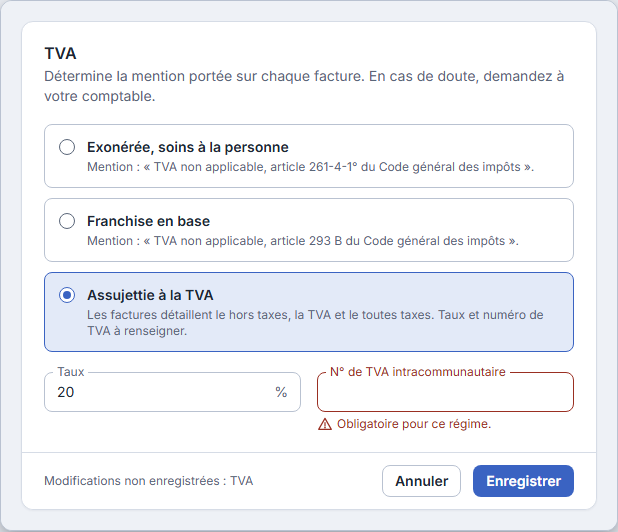 TVA
Détermine la mention portée sur chaque facture. En cas de doute, demandez à
votre comptable.
Exonérée, soins à la personne
Mention : « TVA non applicable, article 261-4-1° du Code général des impôts ».
Franchise en base
Mention : « TVA non applicable, article 293 B du Code général des impôts ».
Assujettie à la TVA
Les factures détaillent le hors taxes, la TVA et le toutes taxes. Taux et numéro de
TVA à renseigner.
Taux
20 %
N° de TVA intracommunautaire
Obligatoire pour ce régime.
Modifications non enregistrées : TVA
Annuler
Enregistrer